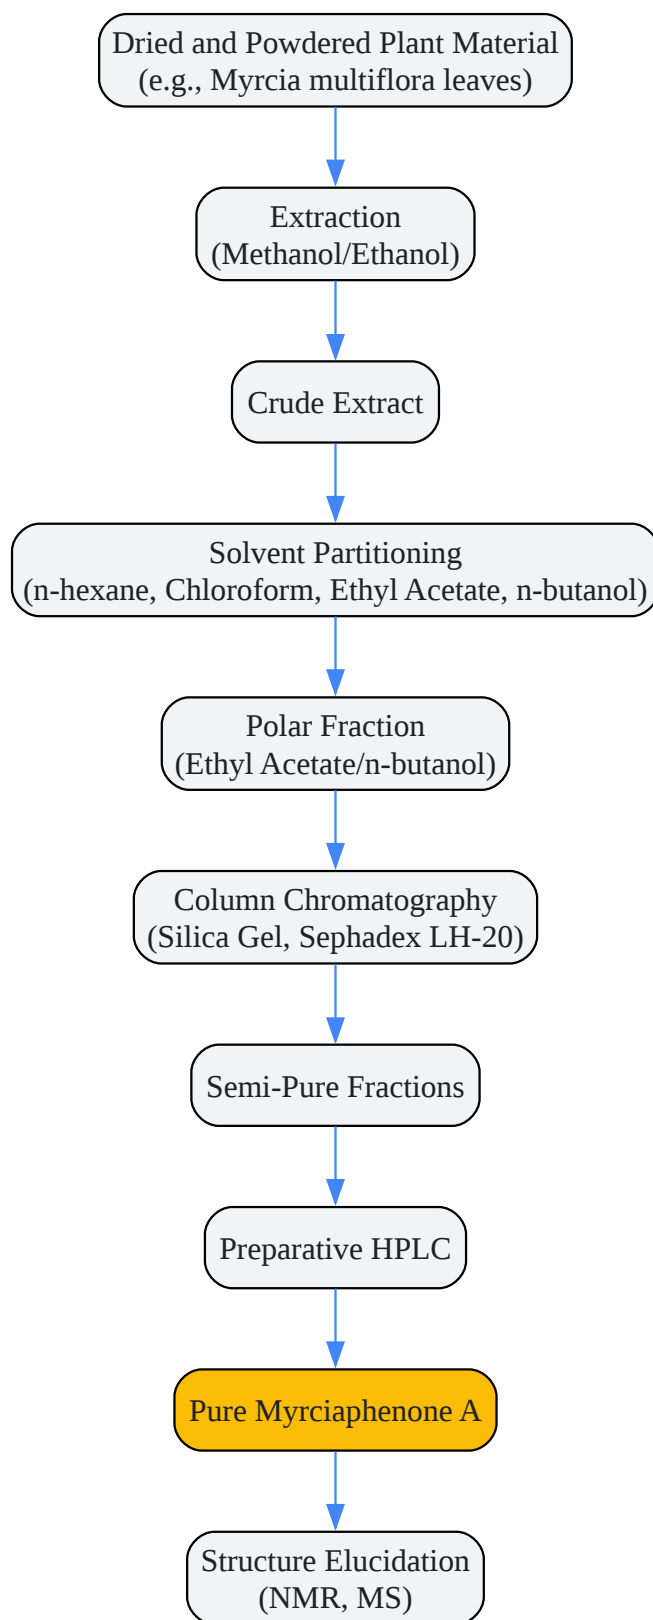 Dried and Powdered Plant Material
(e.g., Myrcia multiflora leaves)
Extraction
(Methanol/Ethanol)
Crude Extract
Solvent Partitioning
(n-hexane, Chloroform, Ethyl Acetate, n-butanol)
Polar Fraction
(Ethyl Acetate/n-butanol)
Column Chromatography
(Silica Gel, Sephadex LH-20)
Semi-Pure Fractions
Preparative HPLC
Pure Myrciaphenone A
Structure Elucidation
(NMR, MS)